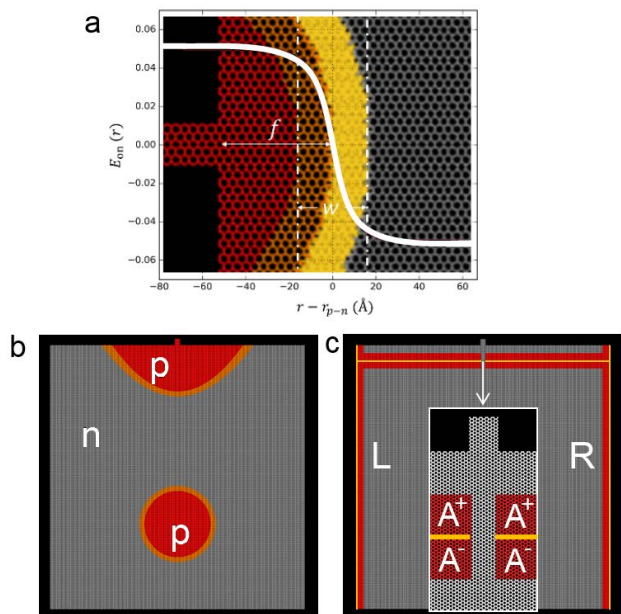 a
E_on (r)
0.06
0.04
0.02
0.00
−0.02
−0.04
−0.06
f
w
−80 −60 −40 −20 0 20 40 60
r − r_p−n (Å)
b
p
n
p
c
L
R
A⁺ A⁺
A⁻ A⁻